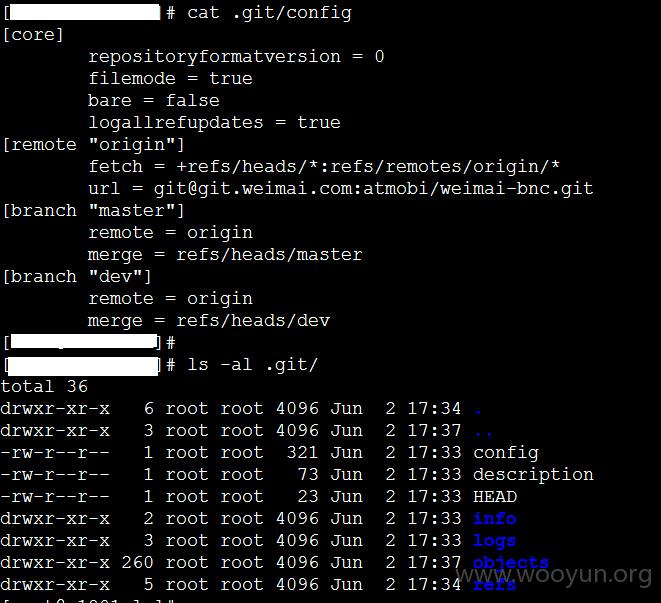 [ ]# cat .git/config
[core]
        repositoryformatversion = 0
        filemode = true
        bare = false
        logallrefupdates = true
[remote "origin"]
        fetch = +refs/heads/*:refs/remotes/origin/*
        url = git@git.weimai.com:atmobi/weimai-bnc.git
[branch "master"]
        remote = origin
        merge = refs/heads/master
[branch "dev"]
        remote = origin
        merge = refs/heads/dev
[ ]#
[ ]# ls -al .git/
total 36
drwxr-xr-x   6 root root 4096 Jun  2 17:34 .
drwxr-xr-x   3 root root 4096 Jun  2 17:37 ..
-rw-r--r--   1 root root  321 Jun  2 17:33 config
-rw-r--r--   1 root root   73 Jun  2 17:33 description
-rw-r--r--   1 root root   23 Jun  2 17:33 HEAD
drwxr-xr-x   2 root root 4096 Jun  2 17:33 info
drwxr-xr-x   3 root root 4096 Jun  2 17:33 logs
drwxr-xr-x 260 root root 4096 Jun  2 17:37 objects
drwxr-xr-x   5 root root 4096 Jun  2 17:34 refs
www.wooyun.org